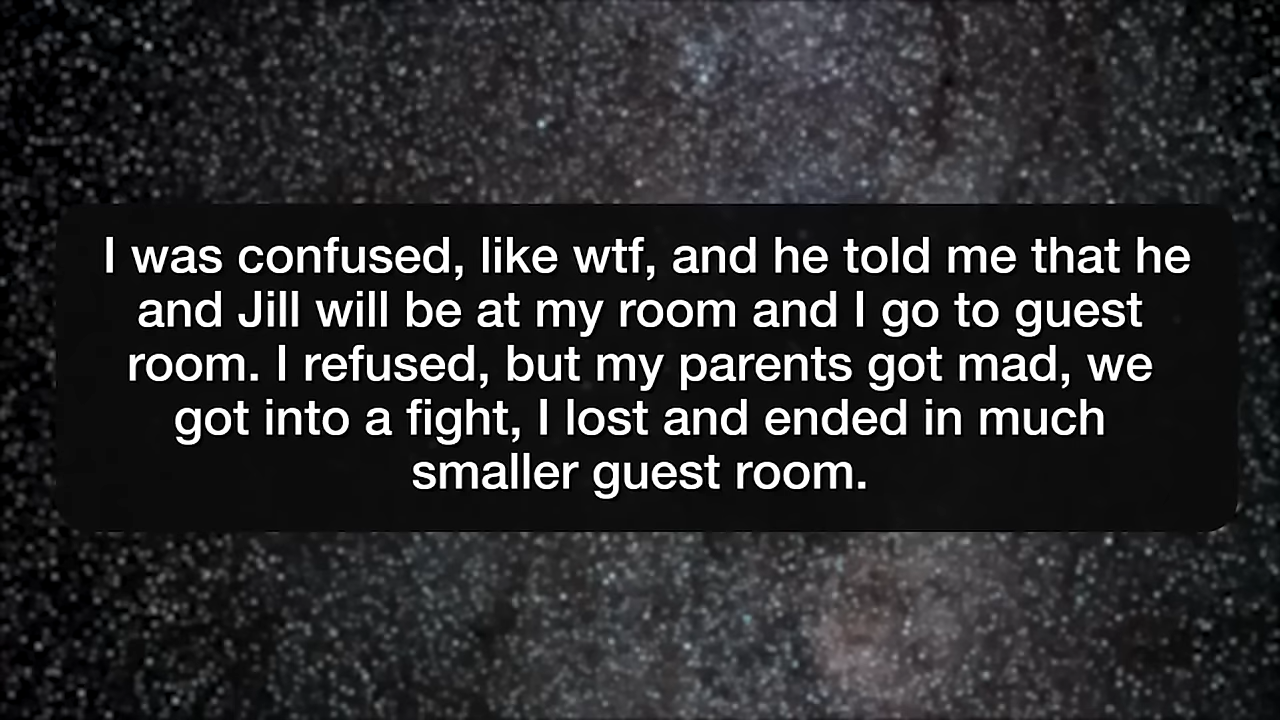 I was confused, like wtf, and he told me that he
and Jill will be at my room and I go to guest
room. I refused, but my parents got mad, we
got into a fight, I lost and ended in much
smaller guest room.